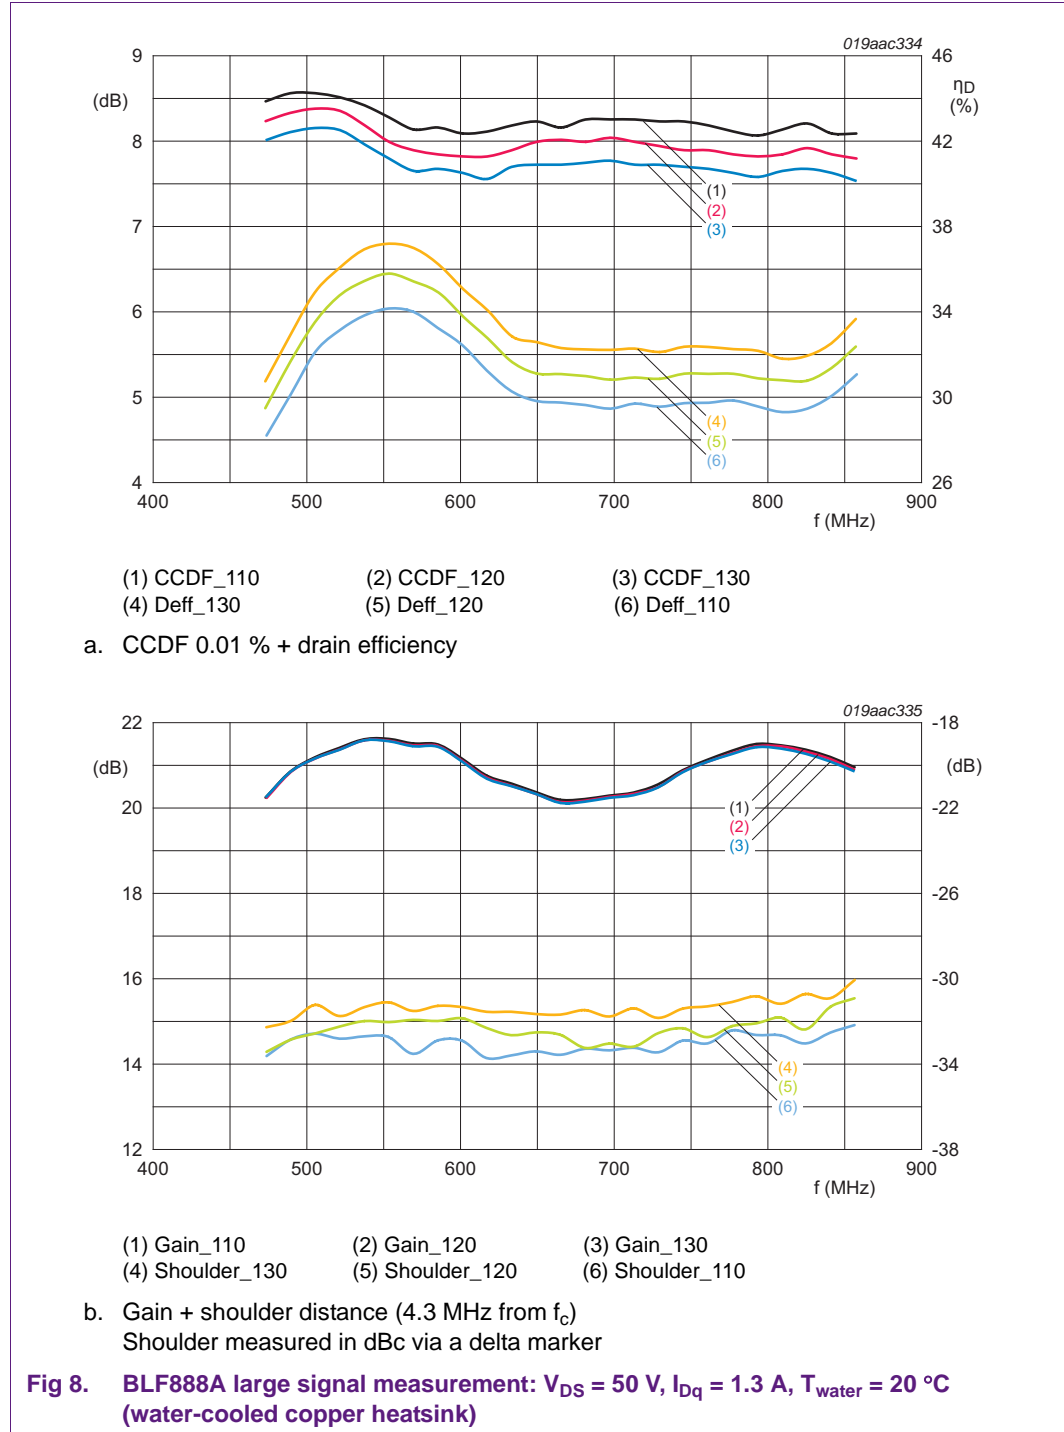 019aac334
9
8
7
6
5
4
(dB)
46
42
38
34
30
26
ηD
(%)
(1)
(2)
(3)
(4)
(5)
(6)
400 500 600 700 800 900
f (MHz)
(1) CCDF_110 (2) CCDF_120 (3) CCDF_130
(4) Deff_130 (5) Deff_120 (6) Deff_110
a. CCDF 0.01 % + drain efficiency
019aac335
22
20
18
16
14
12
(dB)
-18
-22
-26
-30
-34
-38
(dB)
(1)
(2)
(3)
(4)
(5)
(6)
400 500 600 700 800 900
f (MHz)
(1) Gain_110 (2) Gain_120 (3) Gain_130
(4) Shoulder_130 (5) Shoulder_120 (6) Shoulder_110
b. Gain + shoulder distance (4.3 MHz from fc)
Shoulder measured in dBc via a delta marker
Fig 8. BLF888A large signal measurement: VDS = 50 V, IDq = 1.3 A, Twater = 20 °C
(water-cooled copper heatsink)